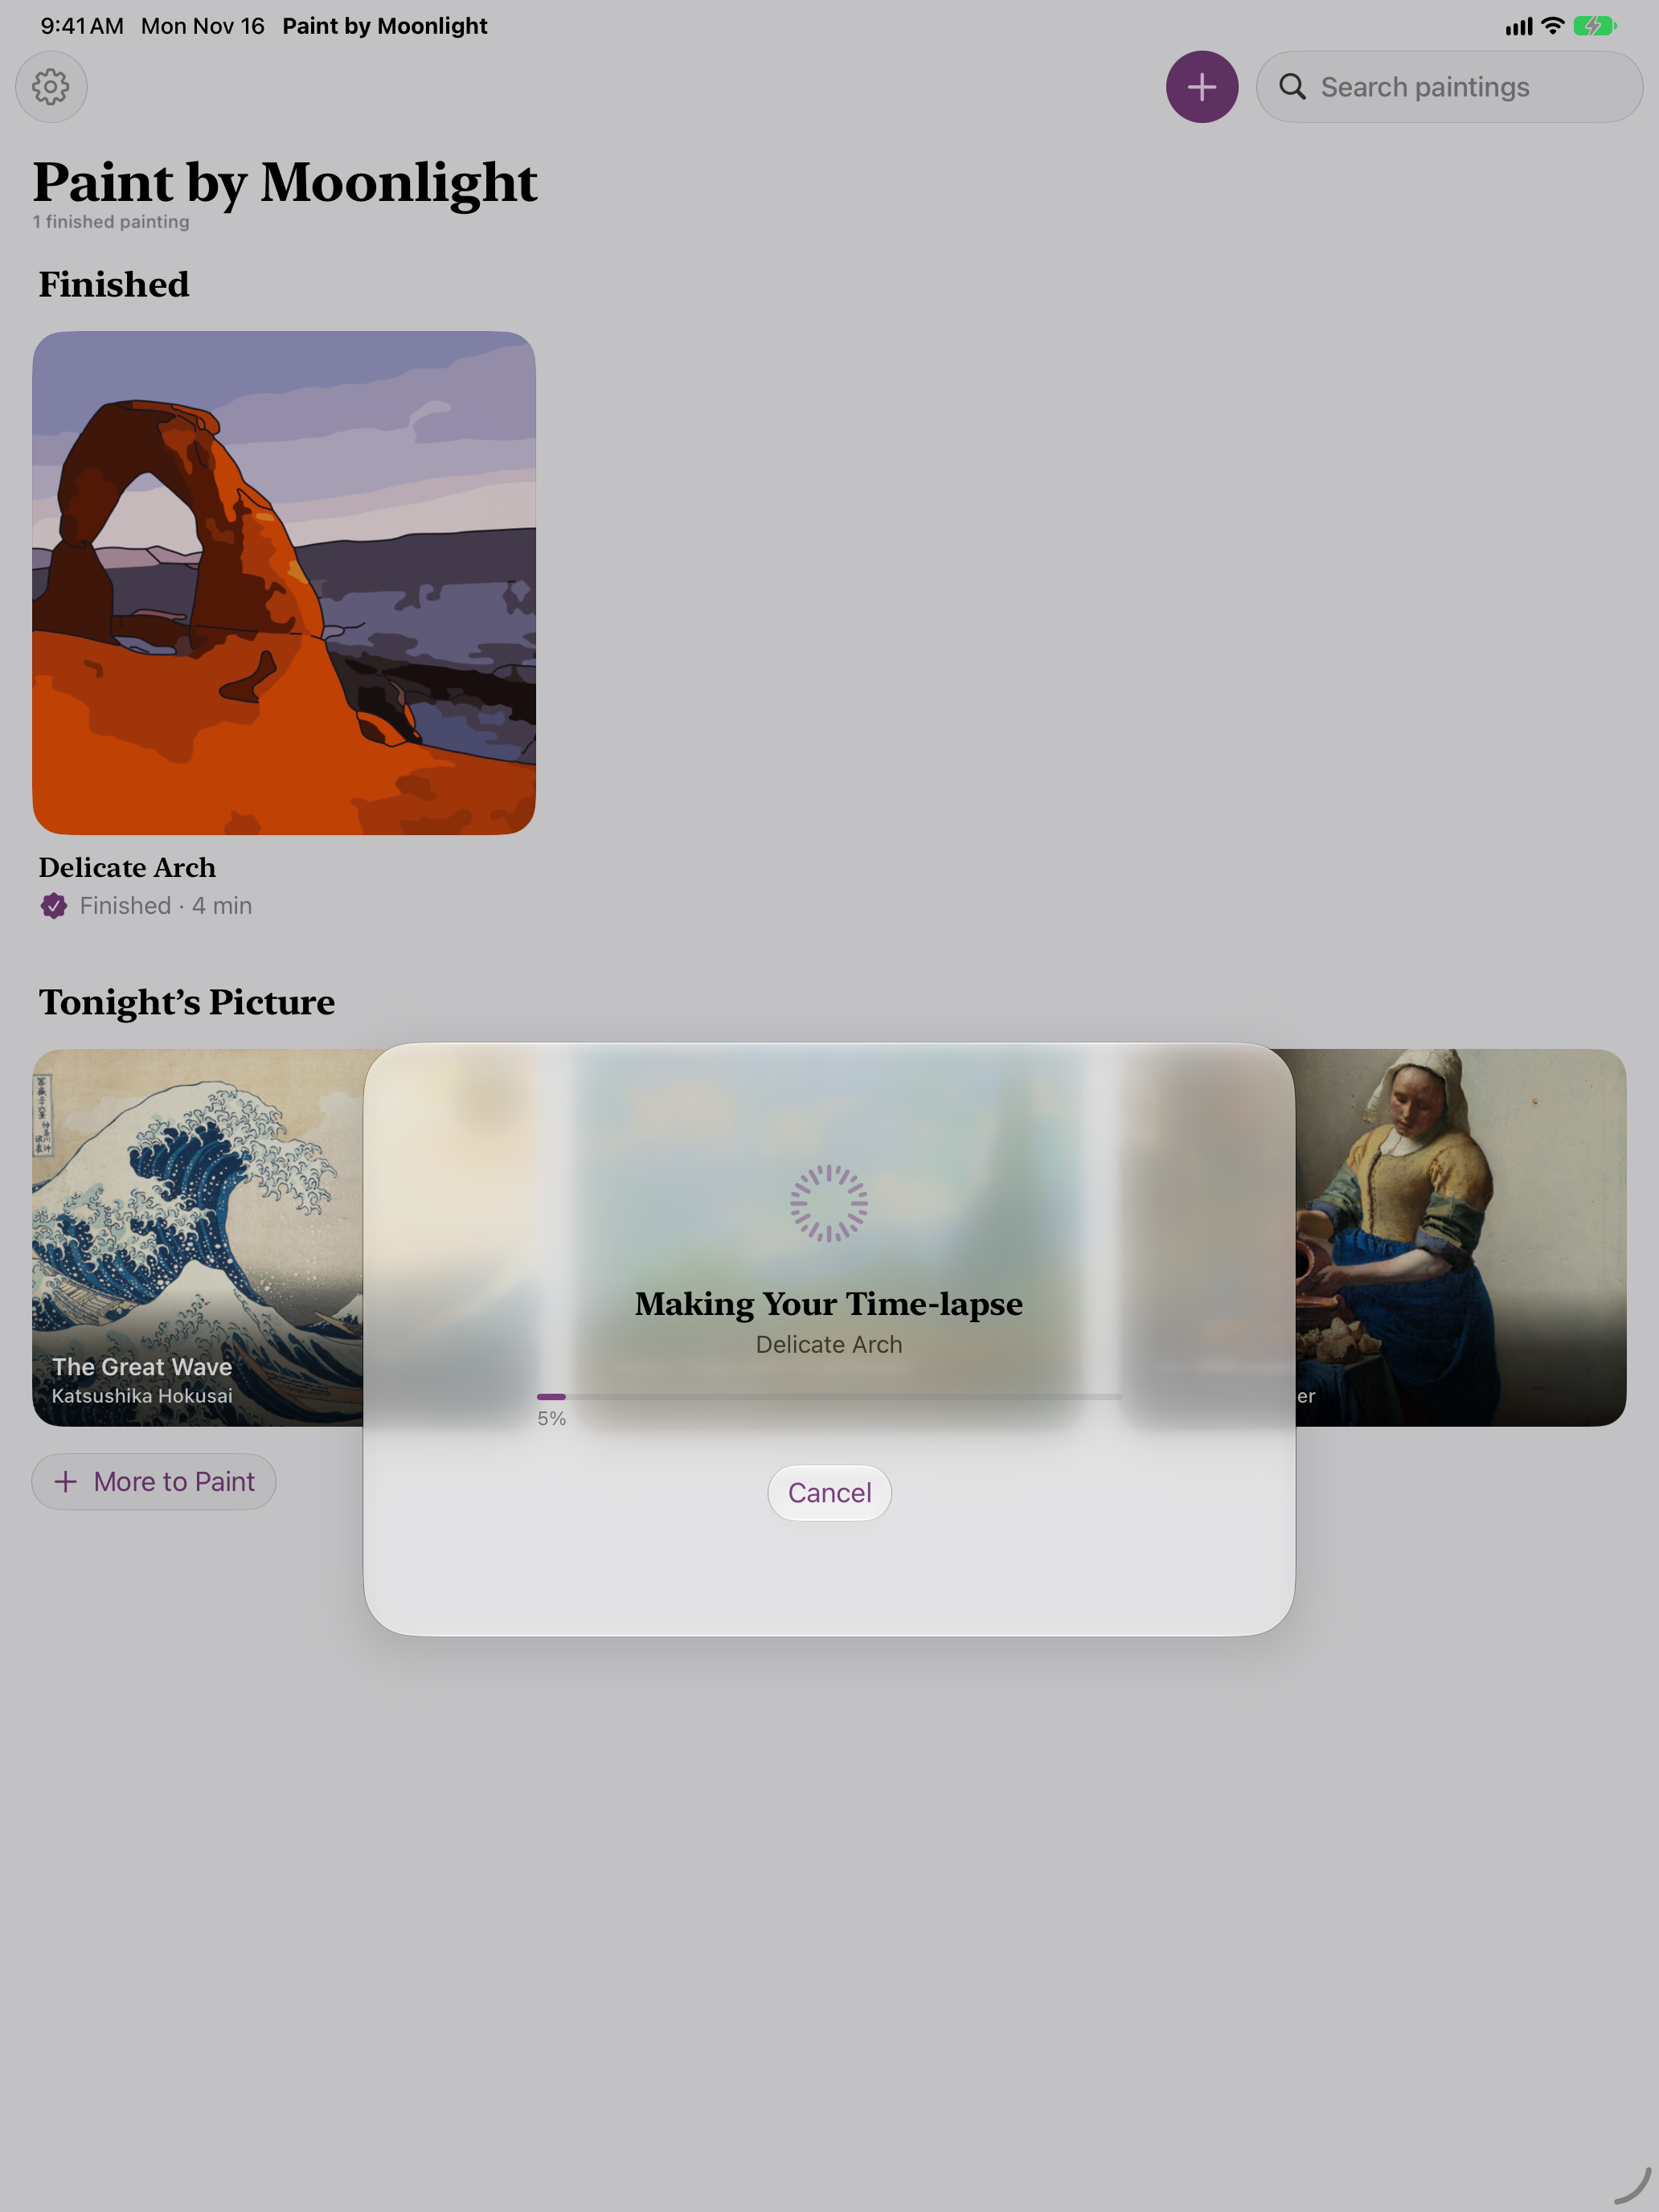 9:41 AM Mon Nov 16 Paint by Moonlight
Search paintings
Paint by Moonlight
1 finished painting
Finished
Delicate Arch
Finished · 4 min
Tonight’s Picture
The Great Wave
Katsushika Hokusai
er
Making Your Time-lapse
Delicate Arch
5%
Cancel
More to Paint